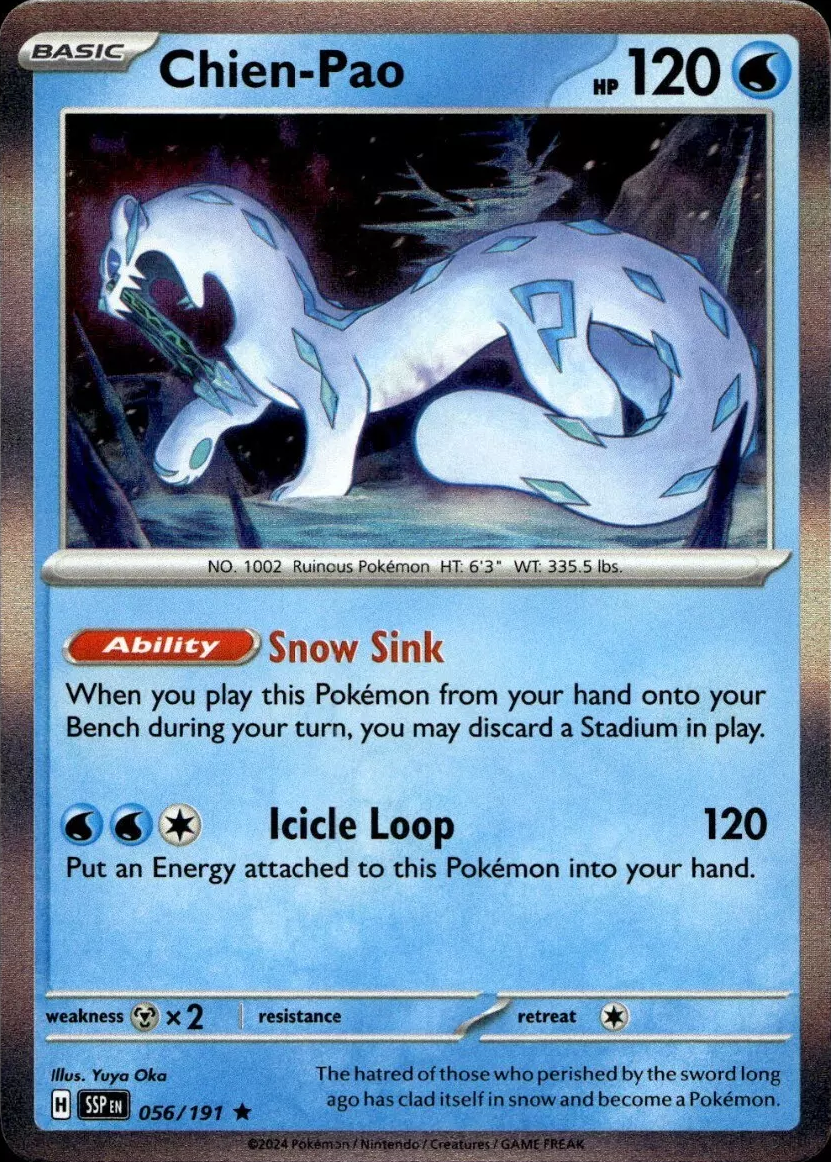 BASIC Chien-Pao HP 120
NO. 1002 Ruinous Pokémon HT: 6'3" WT: 335.5 lbs.
Ability Snow Sink
When you play this Pokémon from your hand onto your
Bench during your turn, you may discard a Stadium in play.
Icicle Loop 120
Put an Energy attached to this Pokémon into your hand.
weakness ×2 resistance retreat
Illus. Yuya Oka
The hatred of those who perished by the sword long
ago has clad itself in snow and become a Pokémon.
H SSP EN 056/191 ★
©2024 Pokémon / Nintendo / Creatures / GAME FREAK